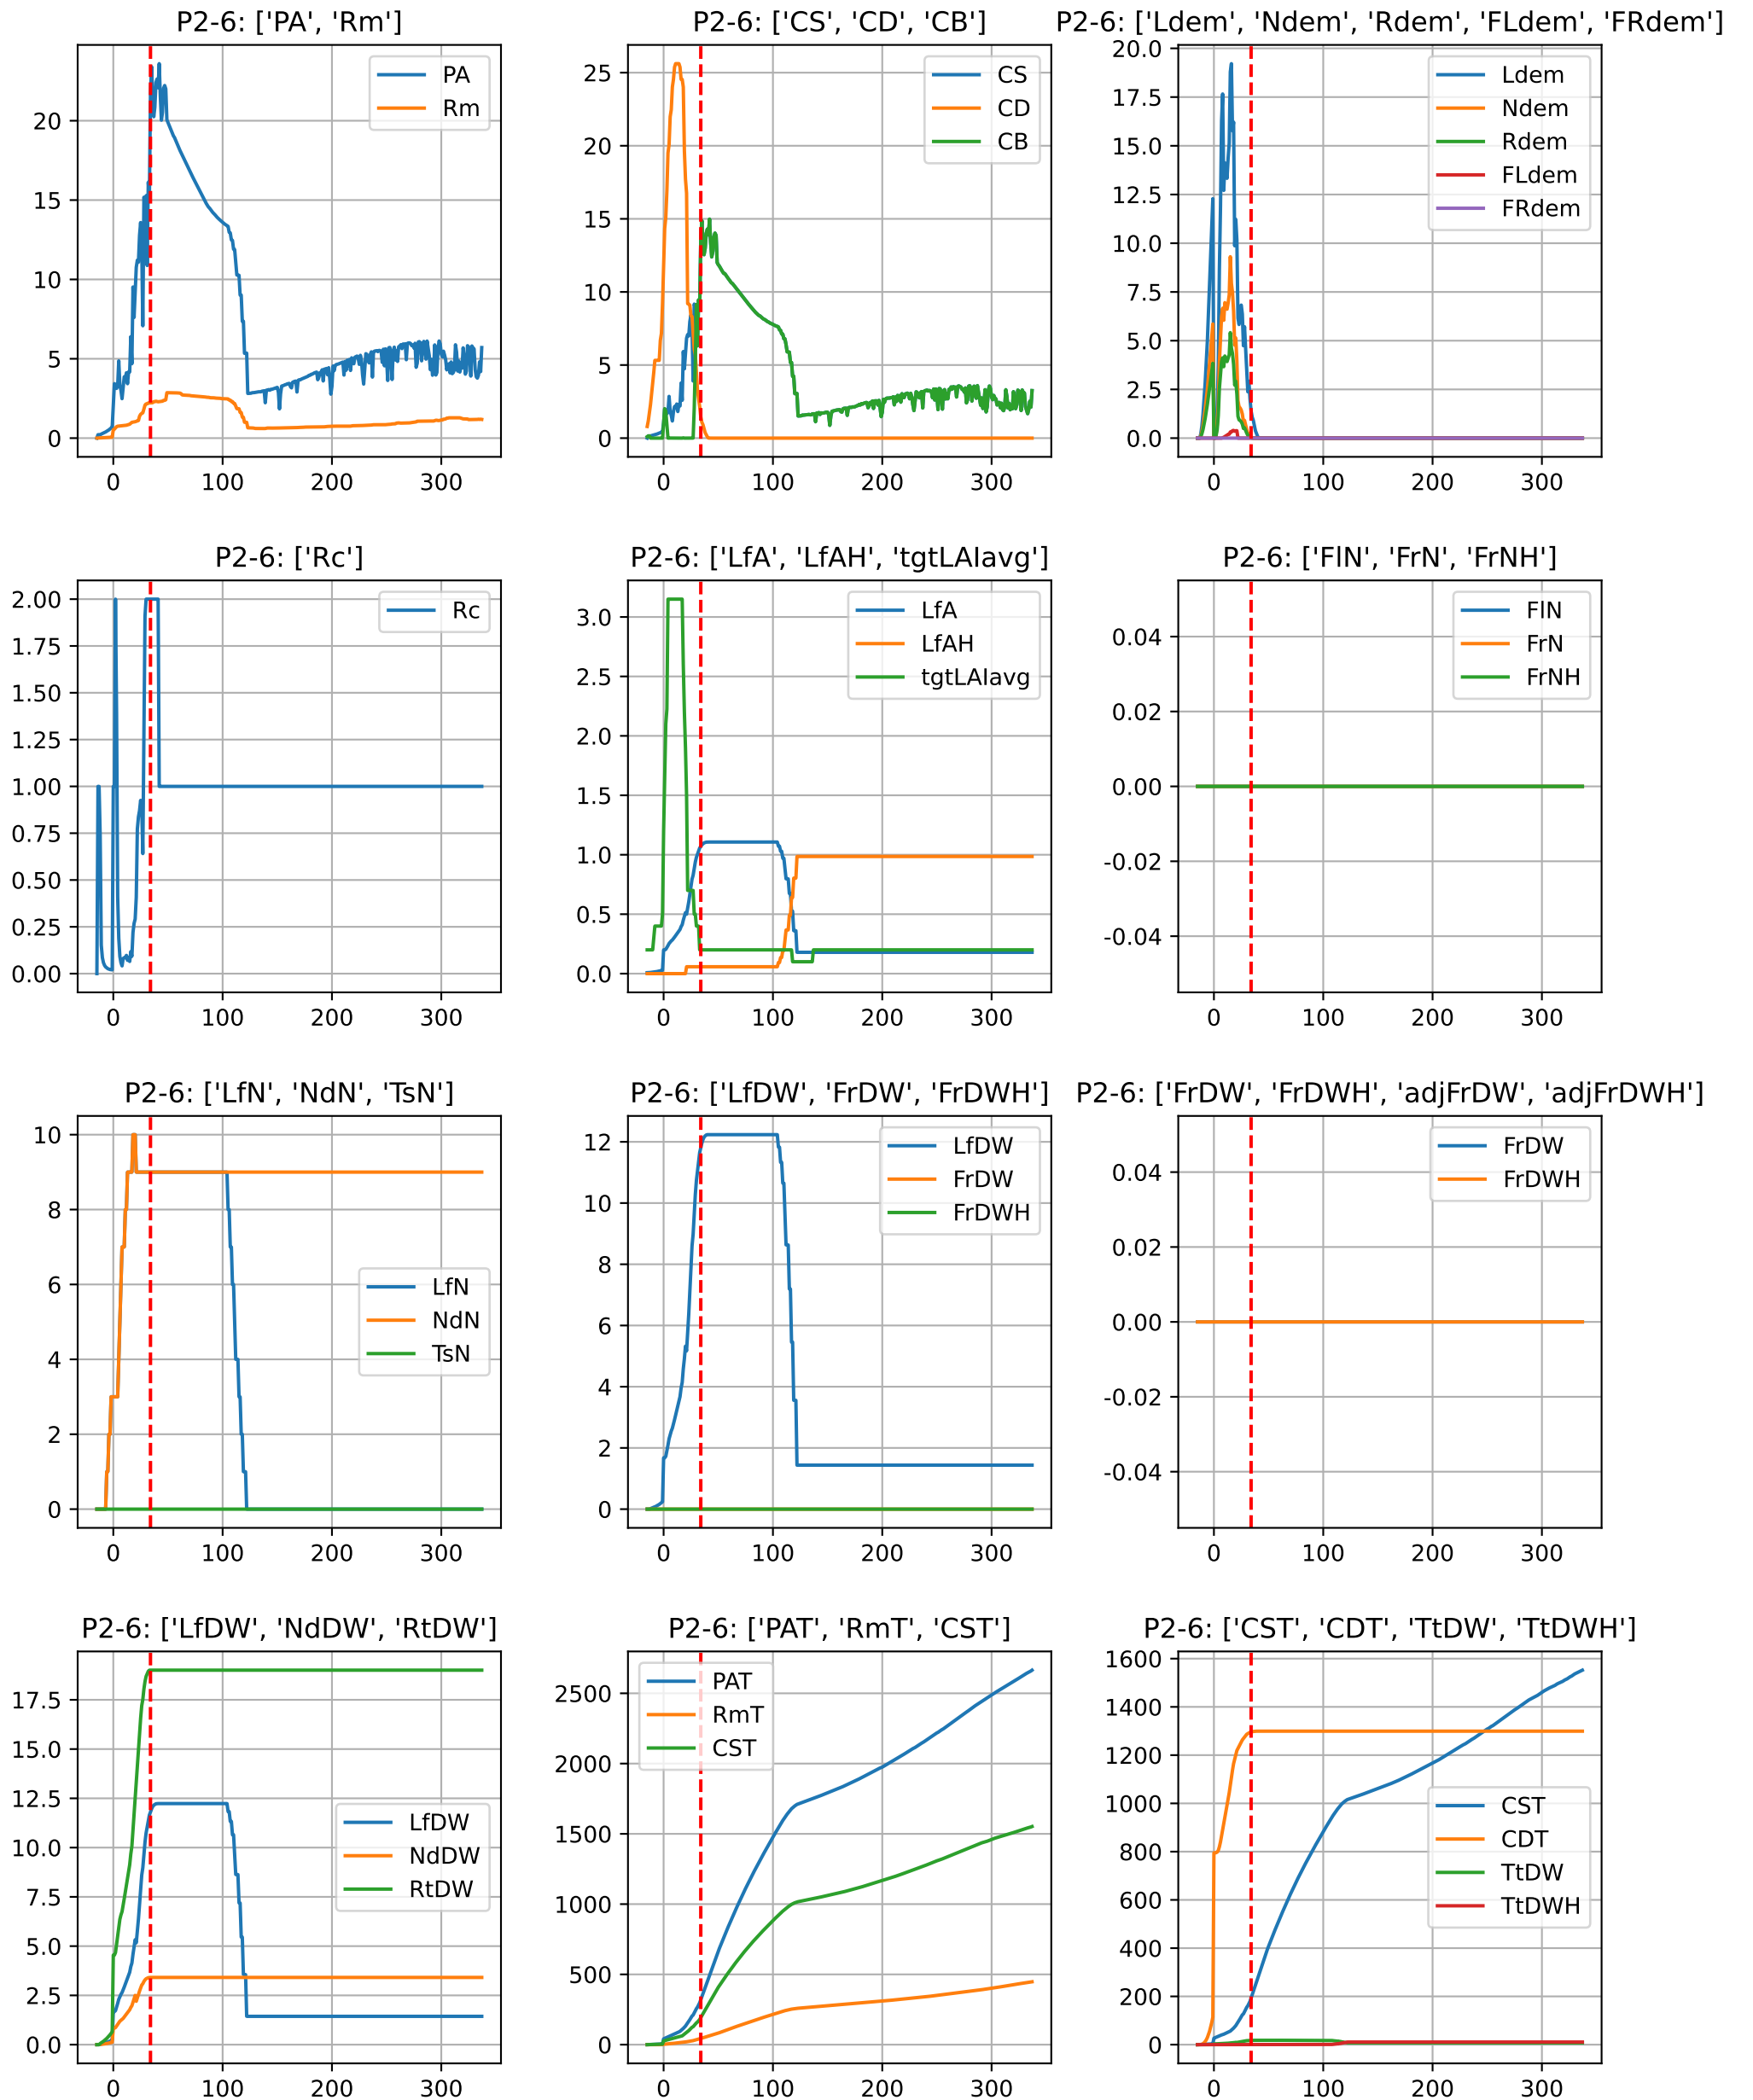 P2-6: ['PA', 'Rm']
PA
Rm
20
15
10
5
0
0 100 200 300
P2-6: ['CS', 'CD', 'CB']
CS
CD
CB
25
20
15
10
5
0
0 100 200 300
P2-6: ['Ldem', 'Ndem', 'Rdem', 'FLdem', 'FRdem']
Ldem
Ndem
Rdem
FLdem
FRdem
20.0
17.5
15.0
12.5
10.0
7.5
5.0
2.5
0.0
0 100 200 300
P2-6: ['Rc']
Rc
2.00
1.75
1.50
1.25
1.00
0.75
0.50
0.25
0.00
0 100 200 300
P2-6: ['LfA', 'LfAH', 'tgtLAIavg']
LfA
LfAH
tgtLAIavg
3.0
2.5
2.0
1.5
1.0
0.5
0.0
0 100 200 300
P2-6: ['FlN', 'FrN', 'FrNH']
FlN
FrN
FrNH
0.04
0.02
0.00
-0.02
-0.04
0 100 200 300
P2-6: ['LfN', 'NdN', 'TsN']
LfN
NdN
TsN
10
8
6
4
2
0
0 100 200 300
P2-6: ['LfDW', 'FrDW', 'FrDWH']
LfDW
FrDW
FrDWH
12
10
8
6
4
2
0
0 100 200 300
P2-6: ['FrDW', 'FrDWH', 'adjFrDW', 'adjFrDWH']
FrDW
FrDWH
0.04
0.02
0.00
-0.02
-0.04
0 100 200 300
P2-6: ['LfDW', 'NdDW', 'RtDW']
LfDW
NdDW
RtDW
17.5
15.0
12.5
10.0
7.5
5.0
2.5
0.0
0 100 200 300
P2-6: ['PAT', 'RmT', 'CST']
PAT
RmT
CST
2500
2000
1500
1000
500
0
0 100 200 300
P2-6: ['CST', 'CDT', 'TtDW', 'TtDWH']
CST
CDT
TtDW
TtDWH
1600
1400
1200
1000
800
600
400
200
0
0 100 200 300